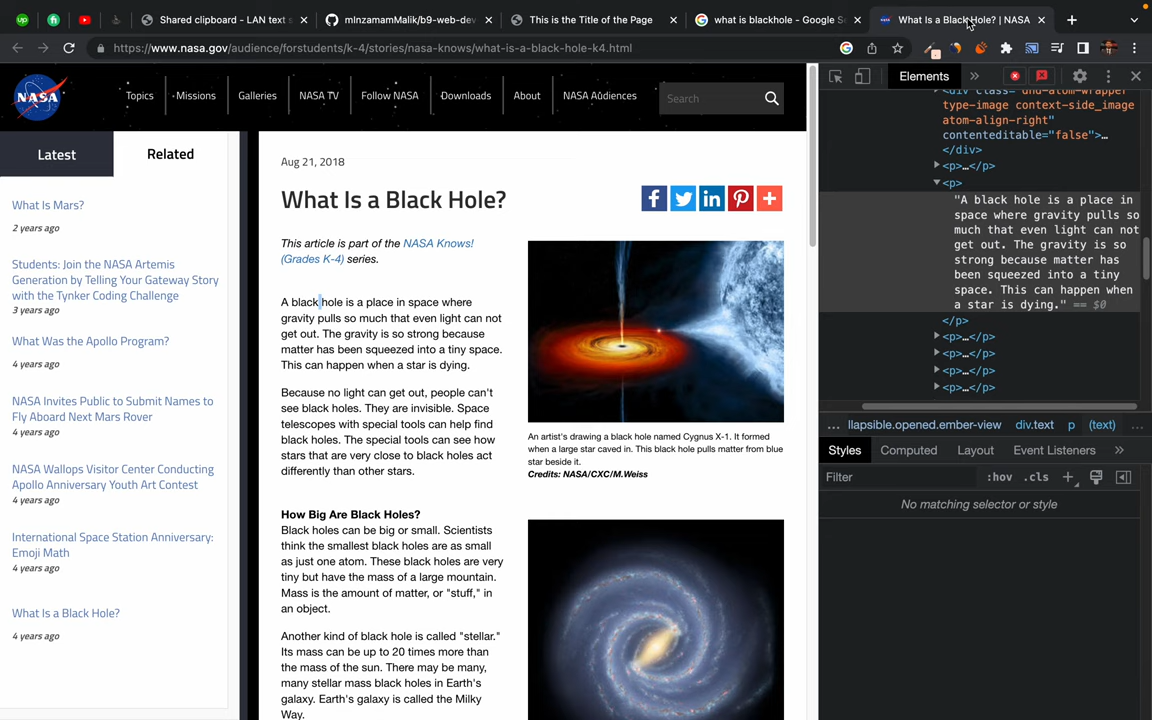 Shared clipboard - LAN text s
mInzamamMalik/b9-web-dev
This is the Title of the Page
what is blackhole - Google Se
What Is a Black Hole? | NASA
https://www.nasa.gov/audience/forstudents/k-4/stories/nasa-knows/what-is-a-black-hole-k4.html
NASA
Topics
Missions
Galleries
NASA TV
Follow NASA
Downloads
About
NASA Audiences
Search
Latest
Related
What Is Mars?
2 years ago
Students: Join the NASA Artemis
Generation by Telling Your Gateway Story
with the Tynker Coding Challenge
3 years ago
What Was the Apollo Program?
4 years ago
NASA Invites Public to Submit Names to
Fly Aboard Next Mars Rover
4 years ago
NASA Wallops Visitor Center Conducting
Apollo Anniversary Youth Art Contest
4 years ago
International Space Station Anniversary:
Emoji Math
4 years ago
What Is a Black Hole?
4 years ago
Aug 21, 2018
What Is a Black Hole?
This article is part of the NASA Knows!
(Grades K-4) series.
A black hole is a place in space where
gravity pulls so much that even light can not
get out. The gravity is so strong because
matter has been squeezed into a tiny space.
This can happen when a star is dying.
Because no light can get out, people can't
see black holes. They are invisible. Space
telescopes with special tools can help find
black holes. The special tools can see how
stars that are very close to black holes act
differently than other stars.
An artist's drawing a black hole named Cygnus X-1. It formed
when a large star caved in. This black hole pulls matter from blue
star beside it.
Credits: NASA/CXC/M.Weiss
How Big Are Black Holes?
Black holes can be big or small. Scientists
think the smallest black holes are as small
as just one atom. These black holes are very
tiny but have the mass of a large mountain.
Mass is the amount of matter, or "stuff," in
an object.
Another kind of black hole is called "stellar."
Its mass can be up to 20 times more than
the mass of the sun. There may be many,
many stellar mass black holes in Earth's
galaxy. Earth's galaxy is called the Milky
Way.
Elements
<div class="dnd-atom-wrapper
type-image context-side_image
atom-align-right"
contenteditable="false">…
</div>
<p>…</p>
<p>
"A black hole is a place in
space where gravity pulls so
much that even light can not
get out. The gravity is so
strong because matter has
been squeezed into a tiny
space. This can happen when
a star is dying." == $0
</p>
<p>…</p>
<p>…</p>
<p>…</p>
<p>…</p>
… llapsible.opened.ember-view div.text p (text) …
Styles
Computed
Layout
Event Listeners
Filter
:hov .cls
No matching selector or style